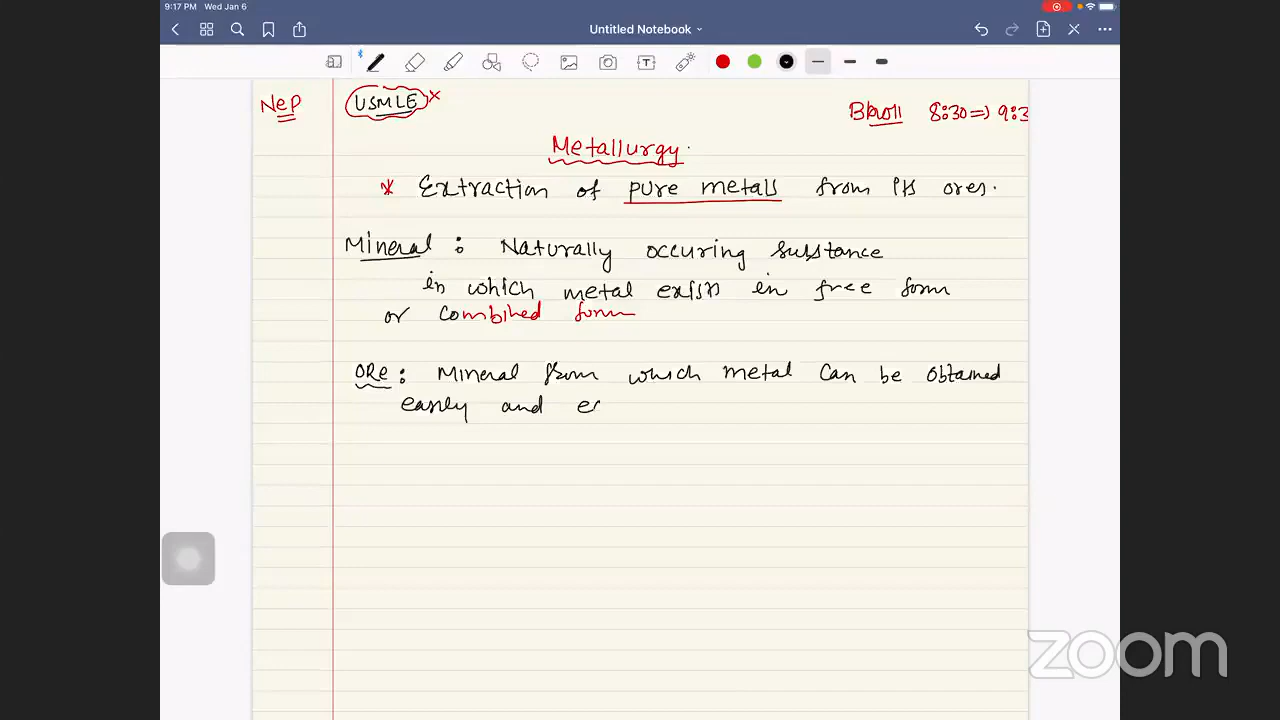 9:17 PM Wed Jan 6
Untitled Notebook
NeP
USMLE
8:30 => 9:3
Metallurgy.
* Extraction of pure metals from its ores.
Mineral : Naturally occuring substance
in which metal exists in free form
or combined form
ORe : Mineral from which metal can be obtained
easily and ec
zoom